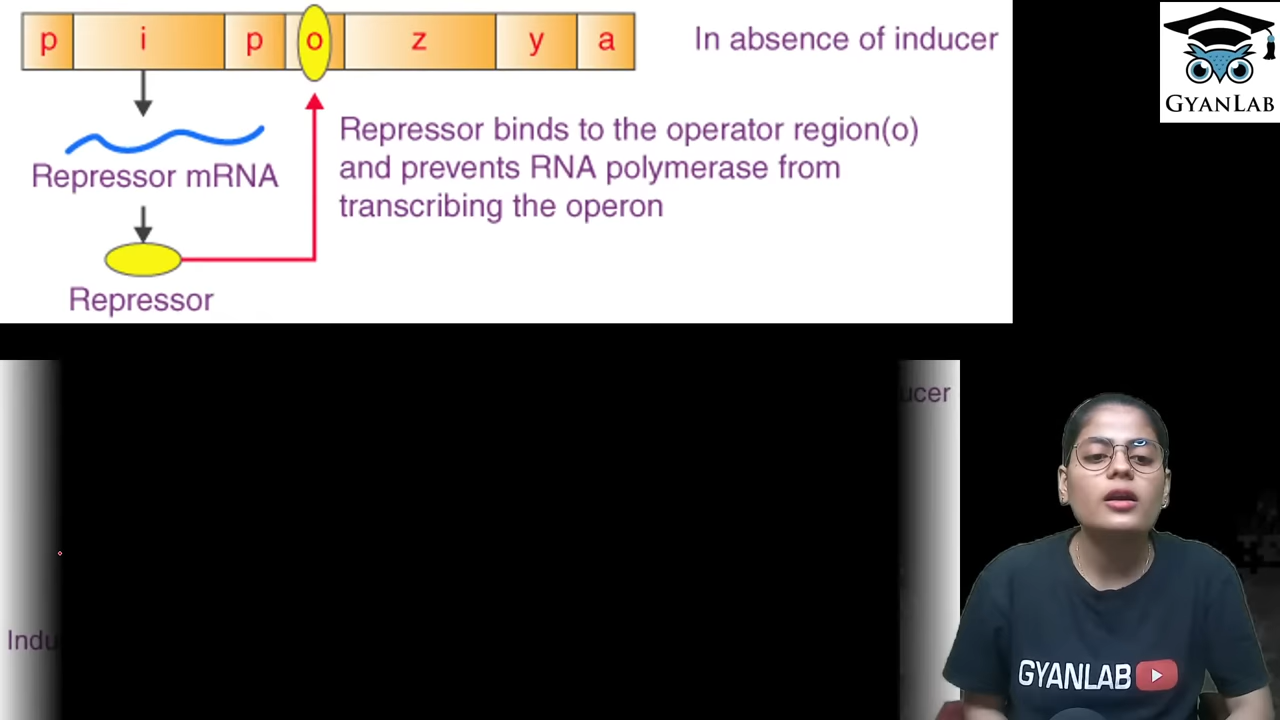 p i p o z y a
In absence of inducer
GYANLAB
Repressor binds to the operator region(o)
and prevents RNA polymerase from
transcribing the operon
Repressor mRNA
Repressor
ucer
Indu
GYANLAB